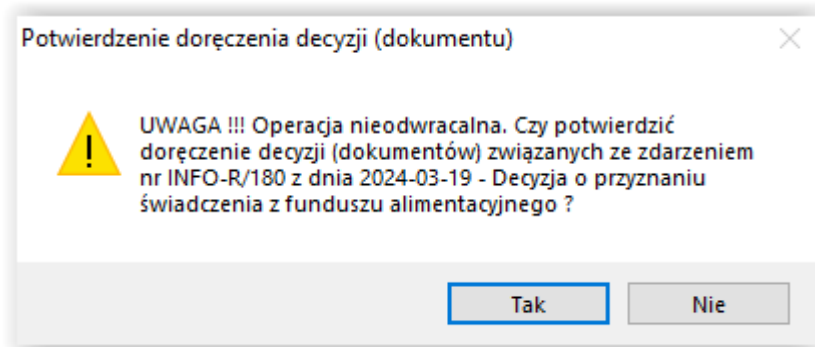 Potwierdzenie doręczenia decyzji (dokumentu)
UWAGA !!! Operacja nieodwracalna. Czy potwierdzić
doręczenie decyzji (dokumentów) związanych ze zdarzeniem
nr INFO-R/180 z dnia 2024-03-19 - Decyzja o przyznaniu
świadczenia z funduszu alimentacyjnego ?
Tak
Nie